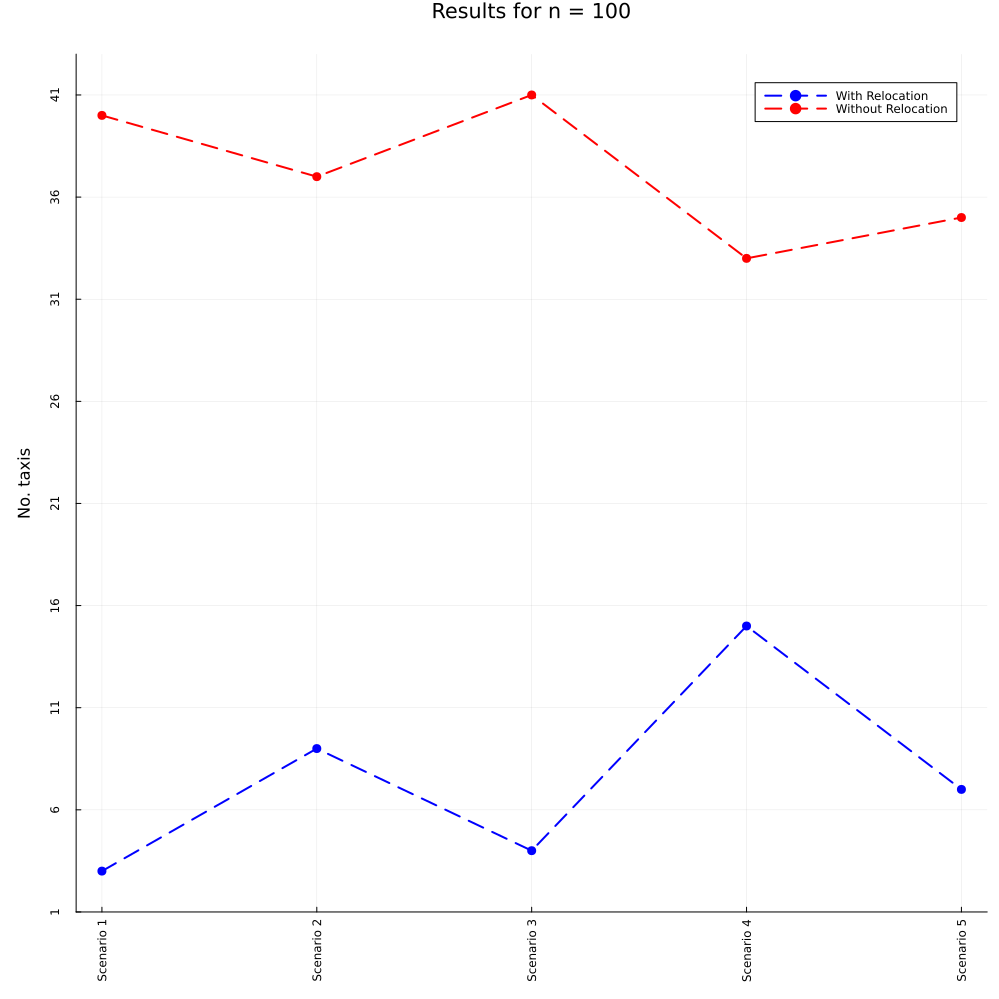 Results for n = 100
With Relocation
Without Relocation
No. taxis
41
36
31
26
21
16
11
6
1
Scenario 1
Scenario 2
Scenario 3
Scenario 4
Scenario 5